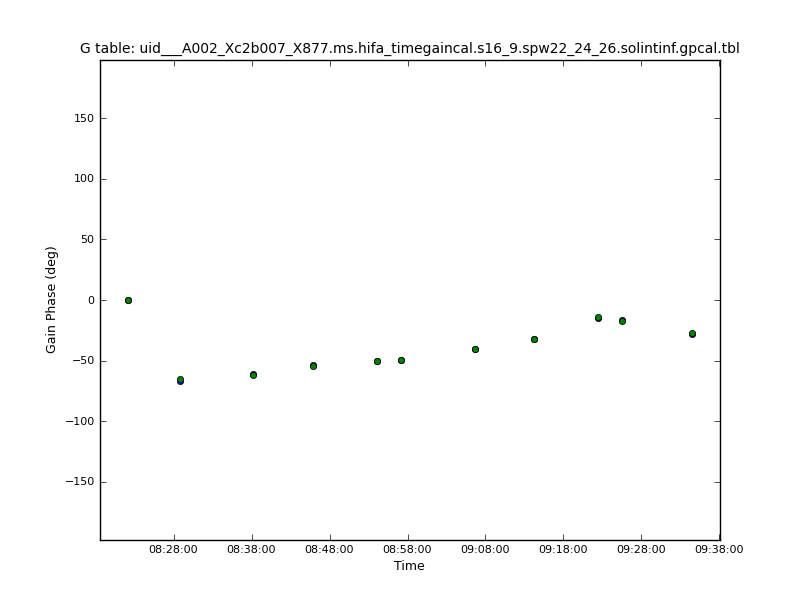 G table: uid___A002_Xc2b007_X877.ms.hifa_timegaincal.s16_9.spw22_24_26.solintinf.gpcal.tbl
150
100
50
0
−50
−100
−150
Gain Phase (deg)
08:28:00 08:38:00 08:48:00 08:58:00 09:08:00 09:18:00 09:28:00 09:38:00
Time